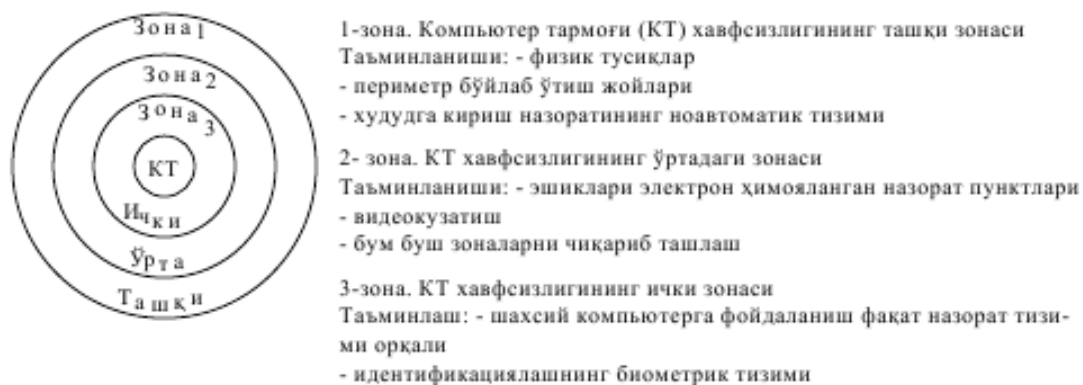 Зона 1
Зона 2
Зона 3
КТ
Ички
Ўрта
Ташқи
1-зона. Компьютер тармоғи (КТ) хавфсизлигининг ташқи зонаси
Таъминланиши: - физик тусиқлар
- периметр бўйлаб ўтиш жойлари
- худудга кириш назоратининг ноавтоматик тизими
2- зона. КТ хавфсизлигининг ўртадаги зонаси
Таъминланиши: - эшиклари электрон ҳимояланган назорат пунктлари
- видеокузатиш
- бум буш зоналарни чиқариб ташлаш
3-зона. КТ хавфсизлигининг ички зонаси
Таъминлаш: - шахсий компьютерга фойдаланиш фақат назорат тизи-
ми орқали
- идентификациялашнинг биометрик тизими